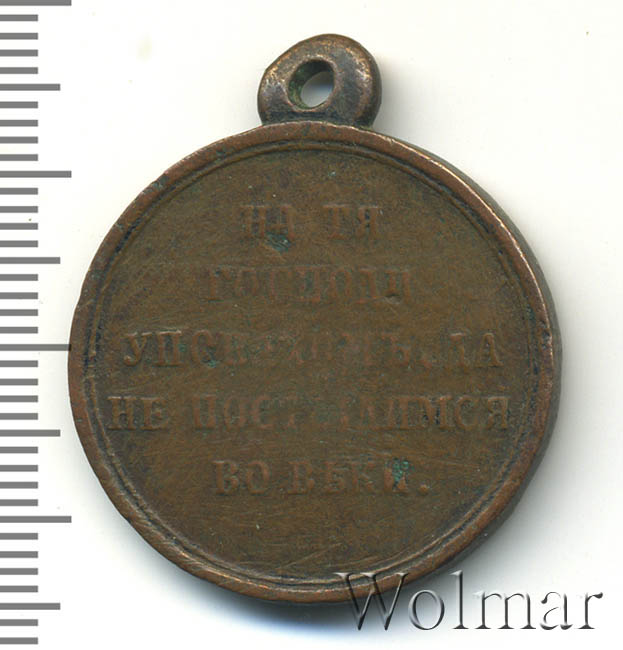 НА ТЯ
ГОСПОДИ
УПОВАХОМЪ, ДА
НЕ ПОСТЫДИМСЯ
ВО ВѢКИ.
Wolmar